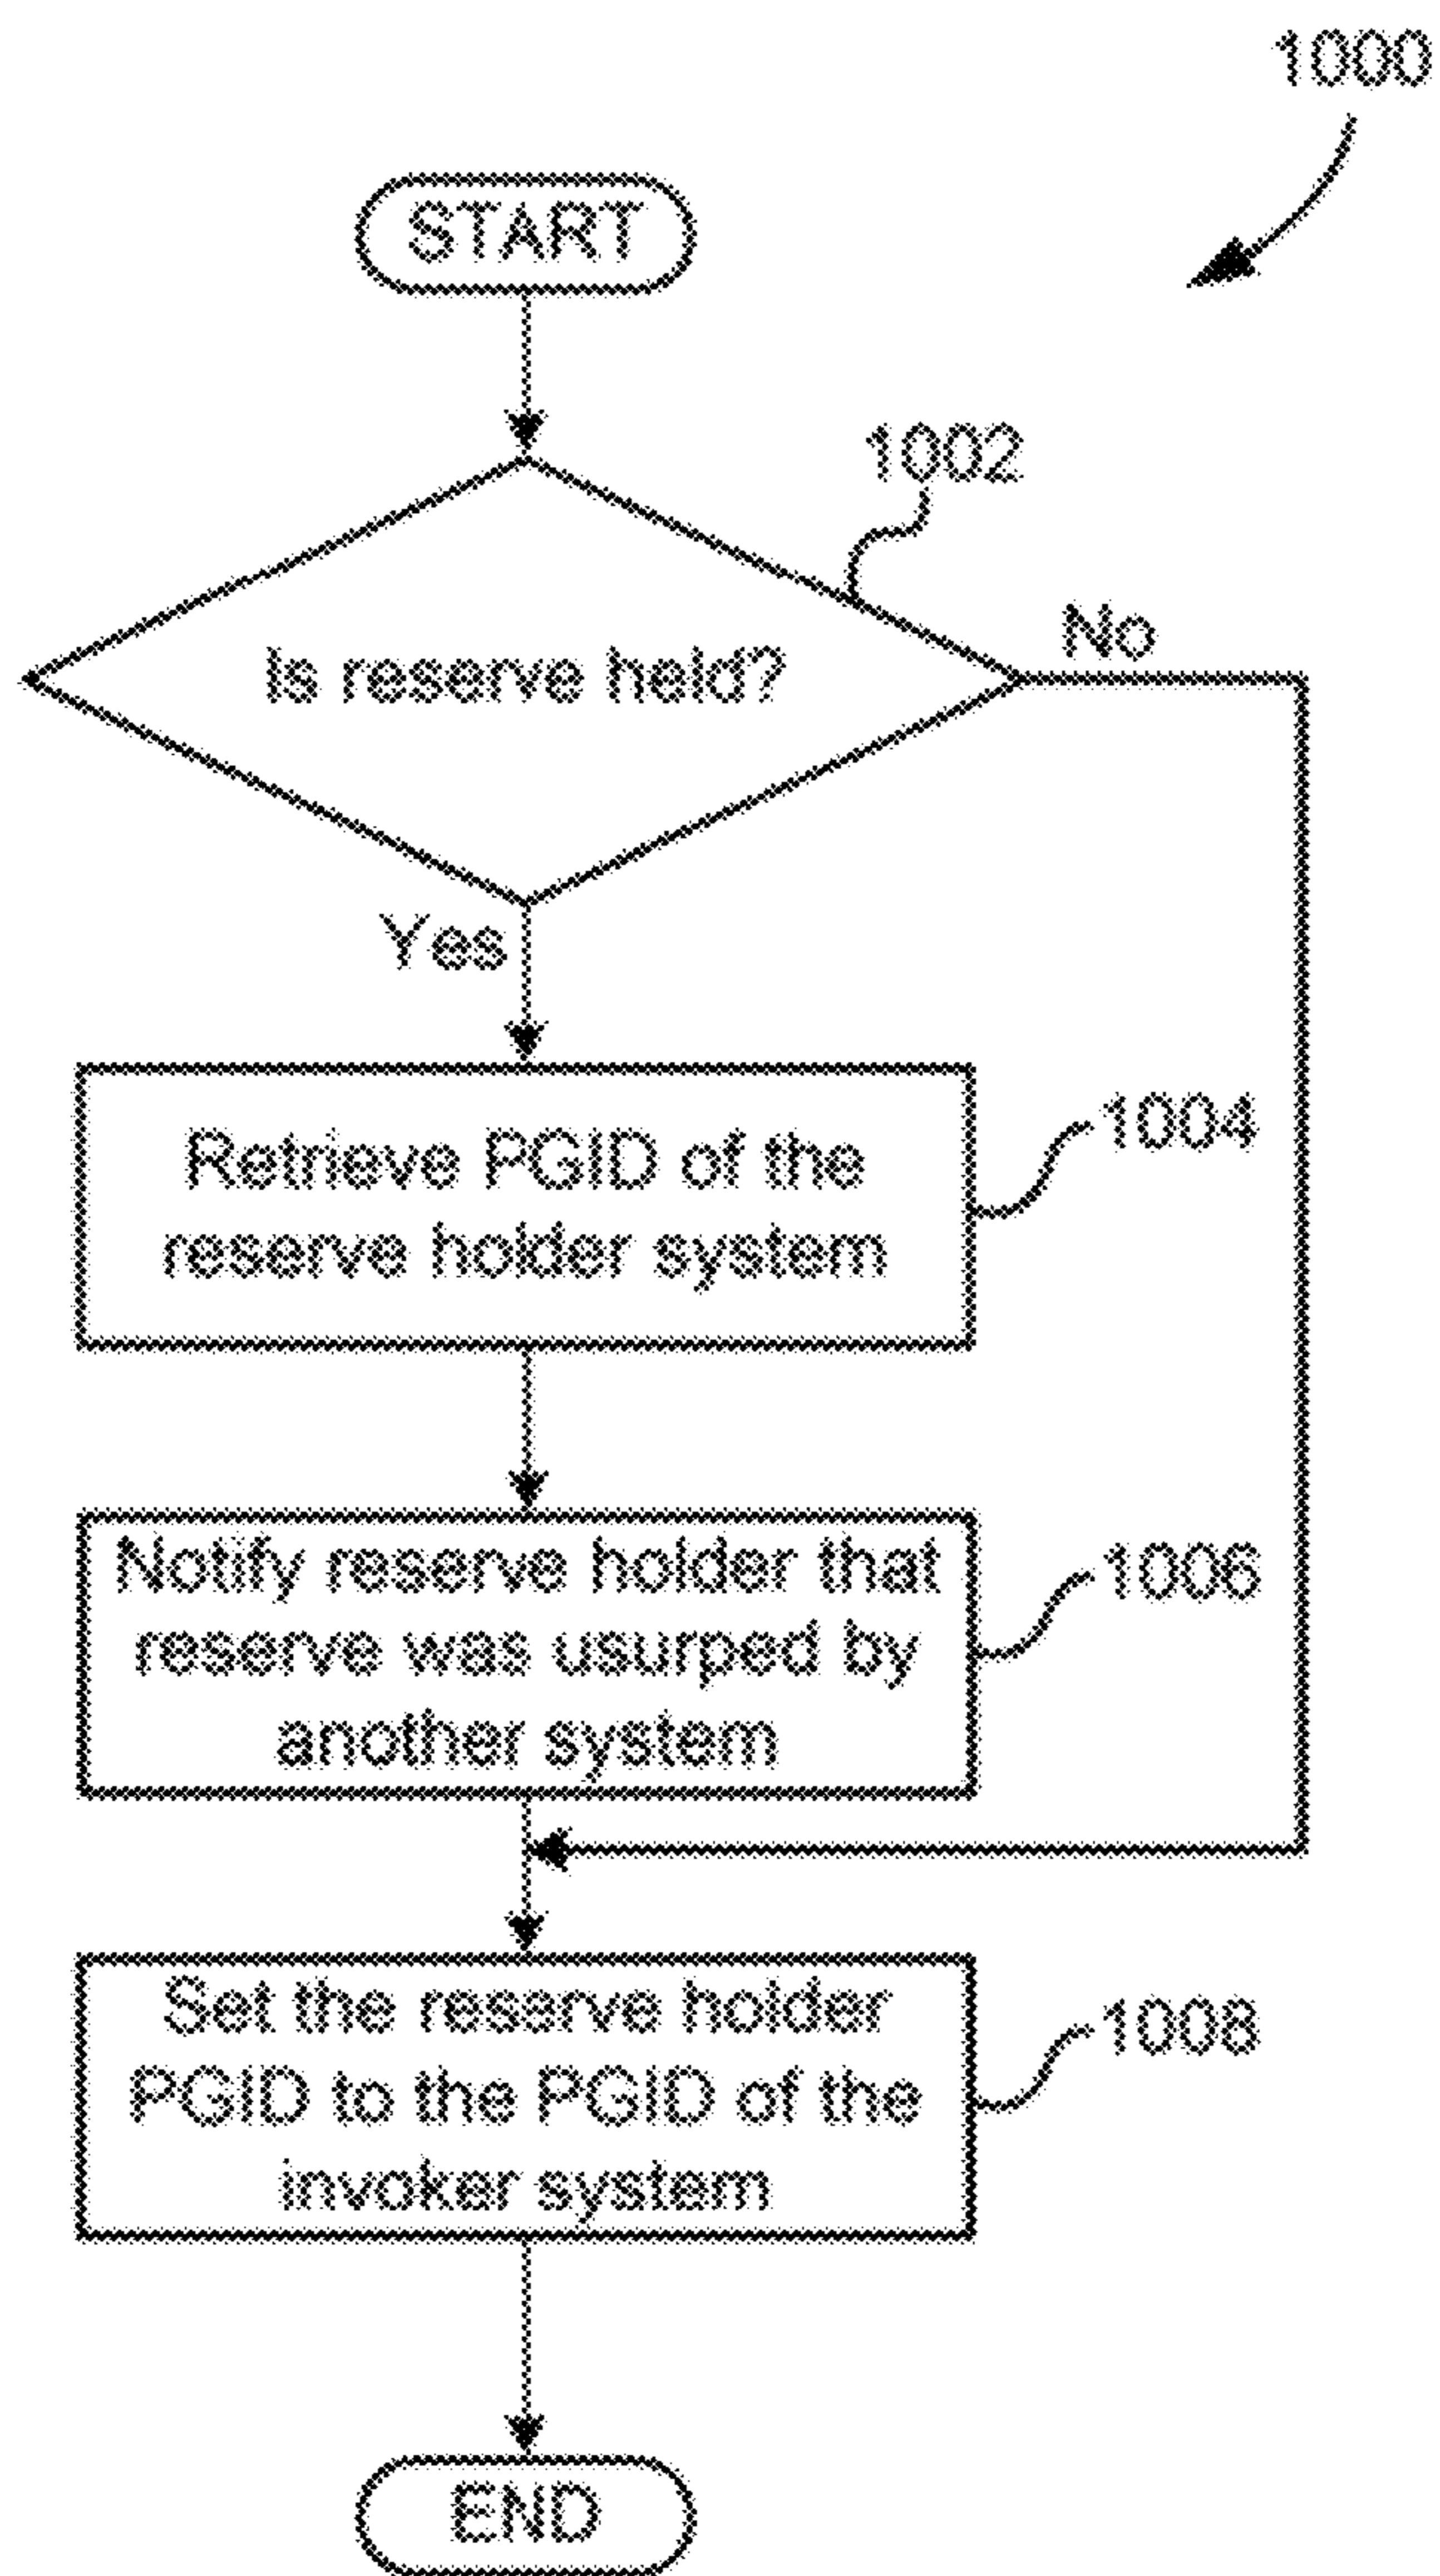 1000
START
1002
No
Is reserve held?
Yes
Retrieve PGID of the
reserve holder system
1004
Notify reserve holder that
reserve was usurped by
another system
1006
Set the reserve holder
PGID to the PGID of the
invoker system
1008
END